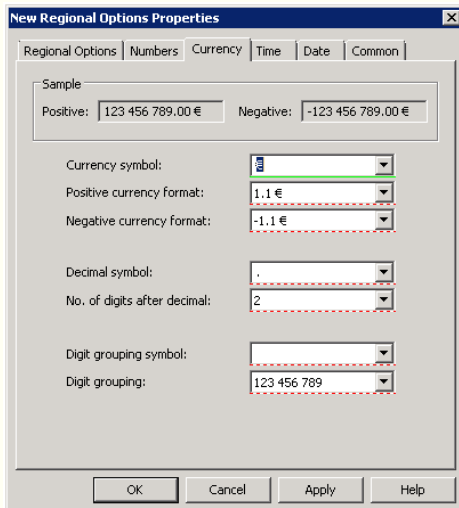 New Regional Options Properties
Regional Options Numbers Currency Time Date Common
Sample
Positive: 123 456 789.00 € Negative: -123 456 789.00 €
Currency symbol: €
Positive currency format: 1.1 €
Negative currency format: -1.1 €
Decimal symbol: .
No. of digits after decimal: 2
Digit grouping symbol:
Digit grouping: 123 456 789
OK Cancel Apply Help